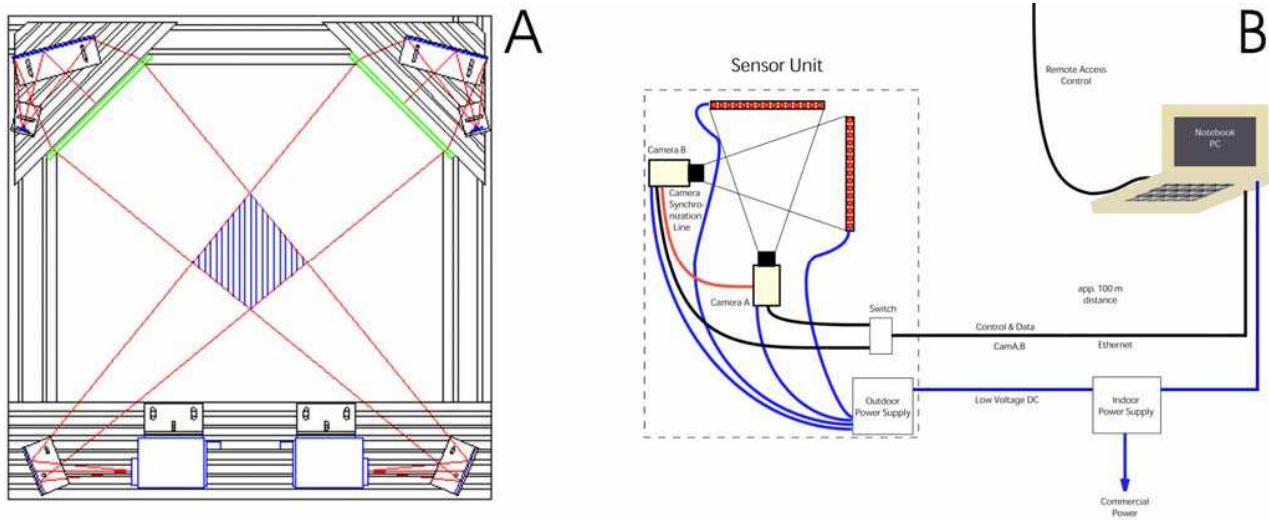 A
B
Sensor Unit
Remote Access
Control
Notebook
PC
Camera B
Camera
Synchro-
nization
Line
Camera A
app. 100 m
distance
Switch
Control & Data
CamA,B
Ethernet
Outdoor
Power Supply
Low Voltage DC
Indoor
Power Supply
Commercial
Power